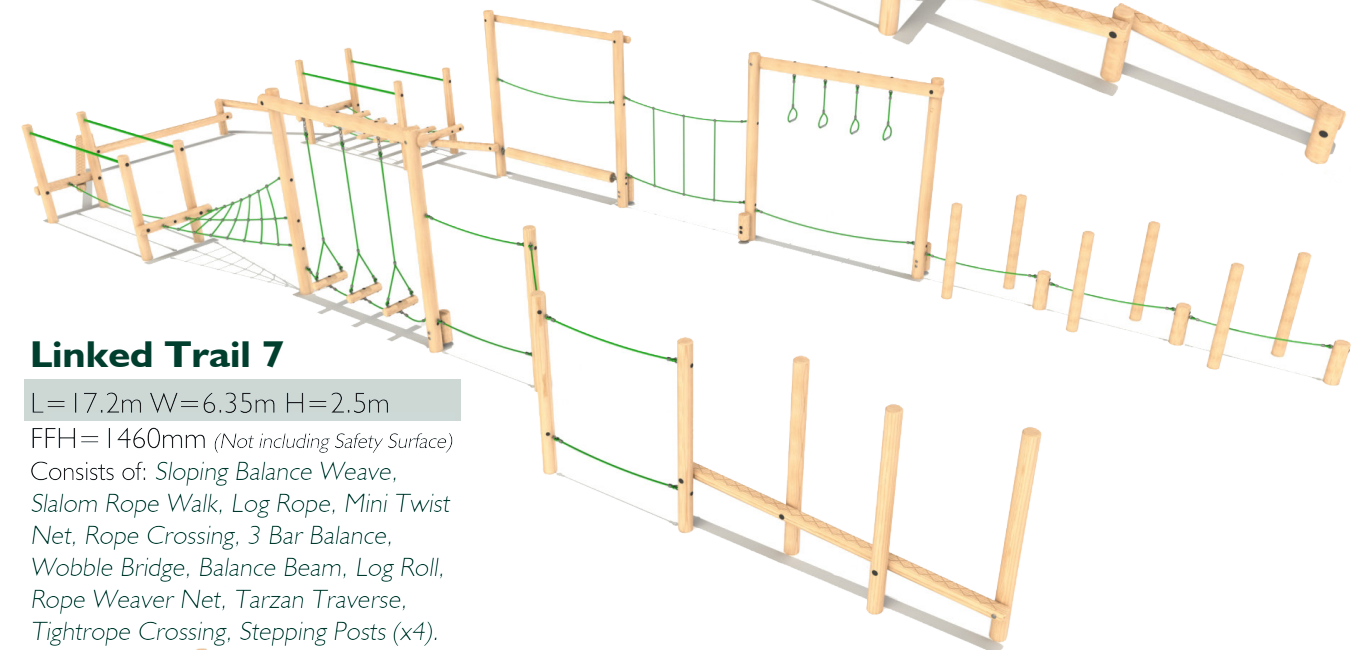 Linked Trail 7
L=17.2m W=6.35m H=2.5m
FFH=1460mm (Not including Safety Surface)
Consists of: Sloping Balance Weave,
Slalom Rope Walk, Log Rope, Mini Twist
Net, Rope Crossing, 3 Bar Balance,
Wobble Bridge, Balance Beam, Log Roll,
Rope Weaver Net, Tarzan Traverse,
Tightrope Crossing, Stepping Posts (x4).